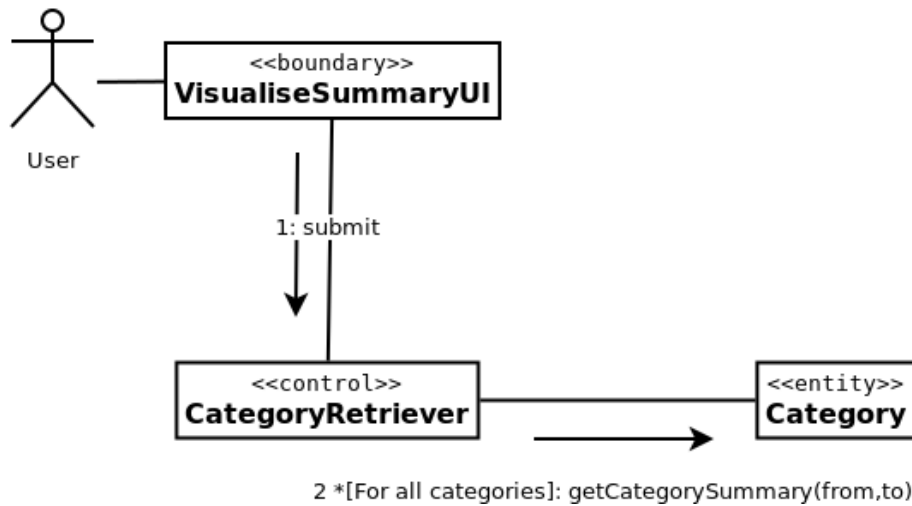 <<boundary>>
VisualiseSummaryUI
User
1: submit
<<control>>
CategoryRetriever
<<entity>>
Category
2 *[For all categories]: getCategorySummary(from,to)